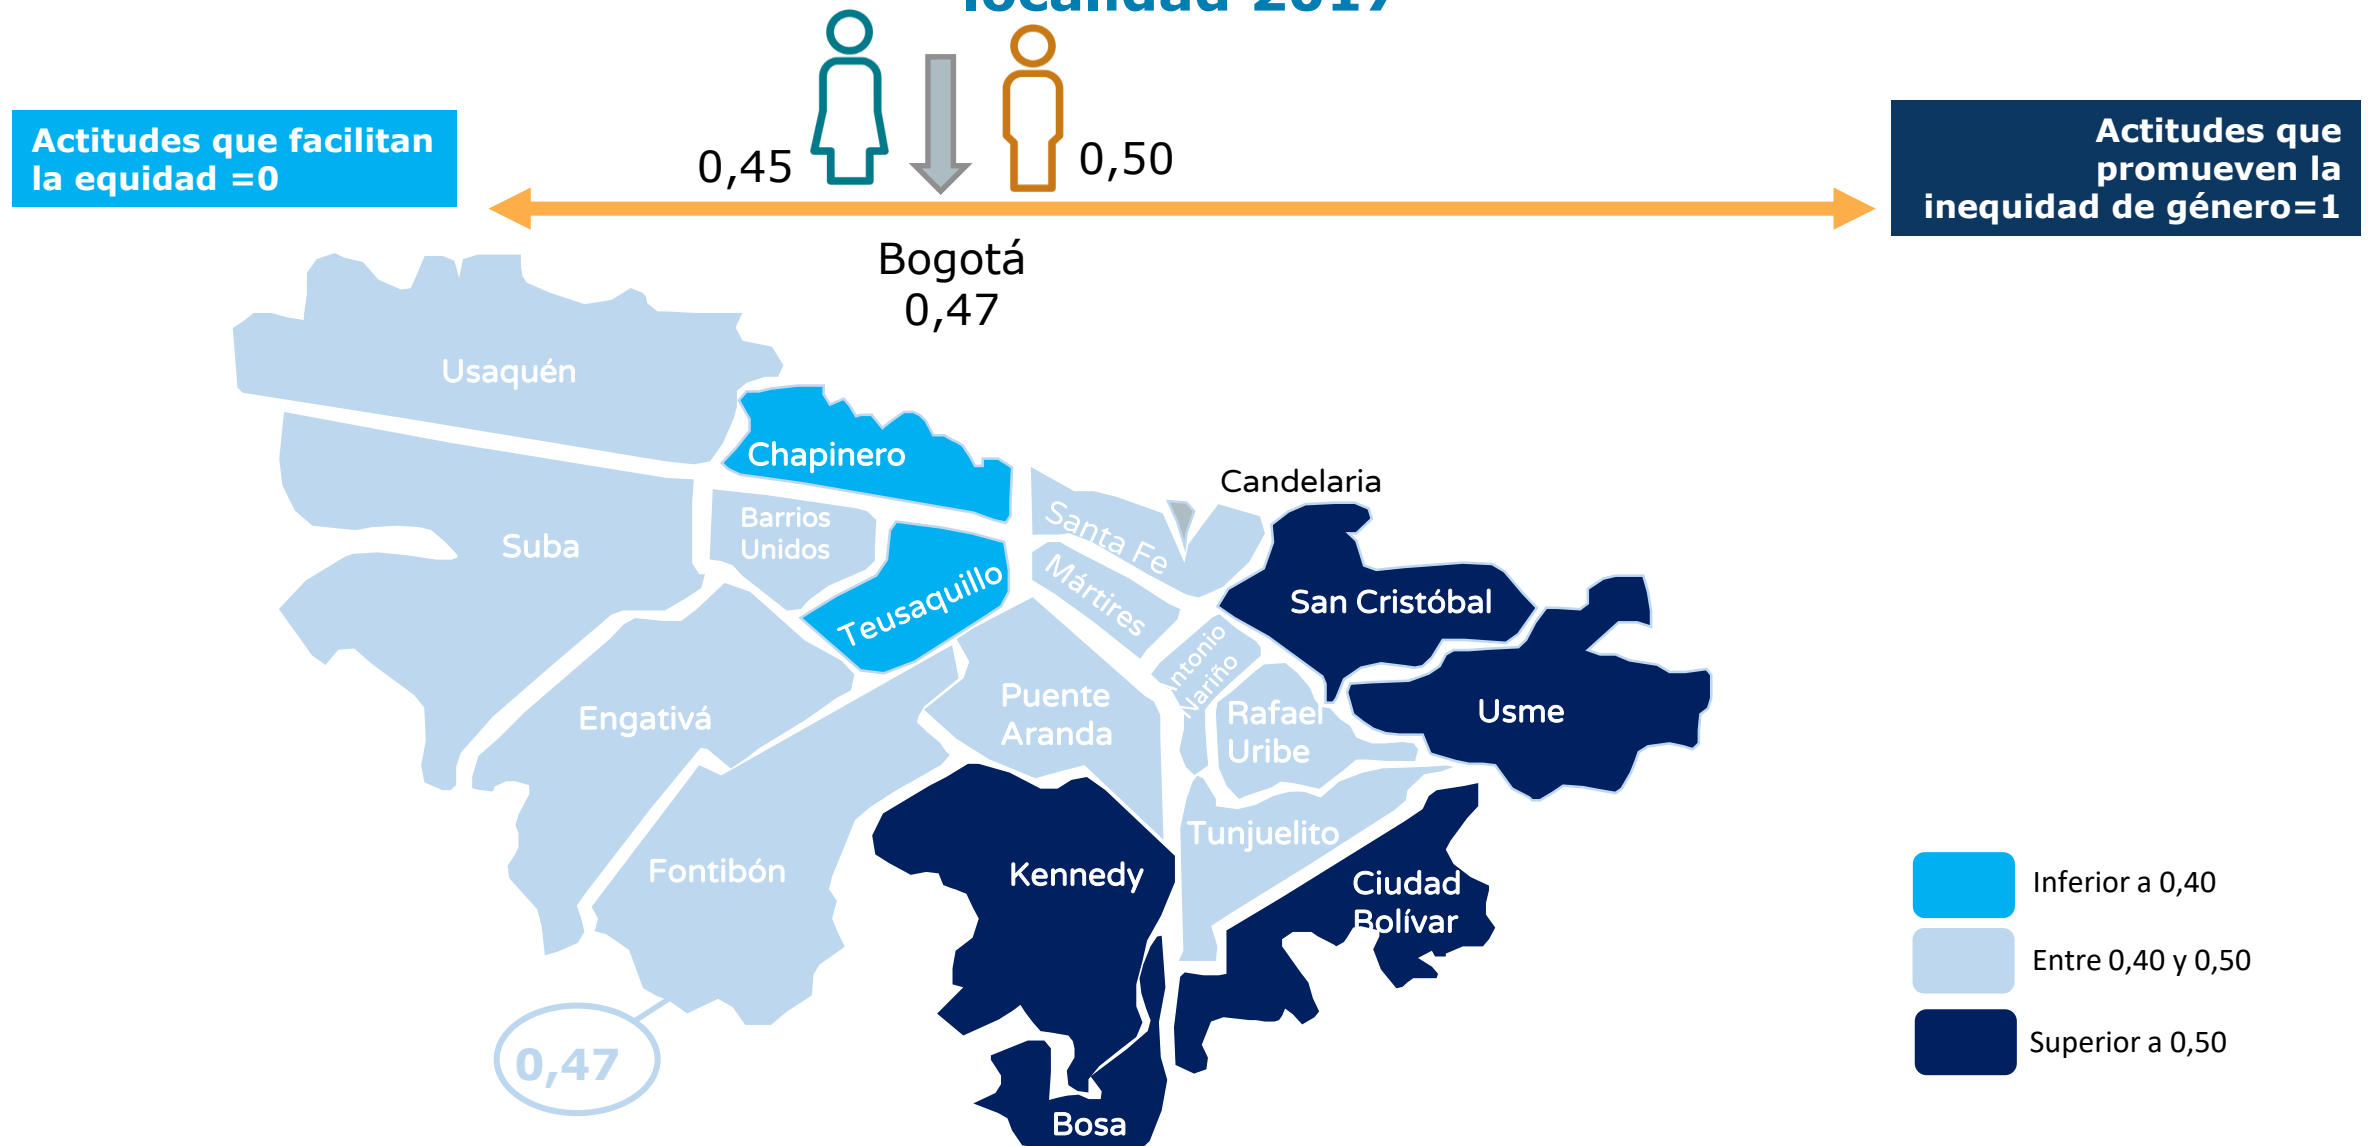 localidad 2017
Actitudes que facilitan
la equidad =0
0,45
0,50
Actitudes que
promueven la
inequidad de género=1
Bogotá
0,47
Usaquén
Chapinero
Candelaria
Santa Fe
Barrios
Unidos
Suba
Teusaquillo
Mártires
San Cristóbal
Antonio
Nariño
Engativá
Puente
Aranda
Rafael
Uribe
Usme
Tunjuelito
Fontibón
Kennedy
Ciudad
Bolívar
0,47
Bosa
Inferior a 0,40
Entre 0,40 y 0,50
Superior a 0,50